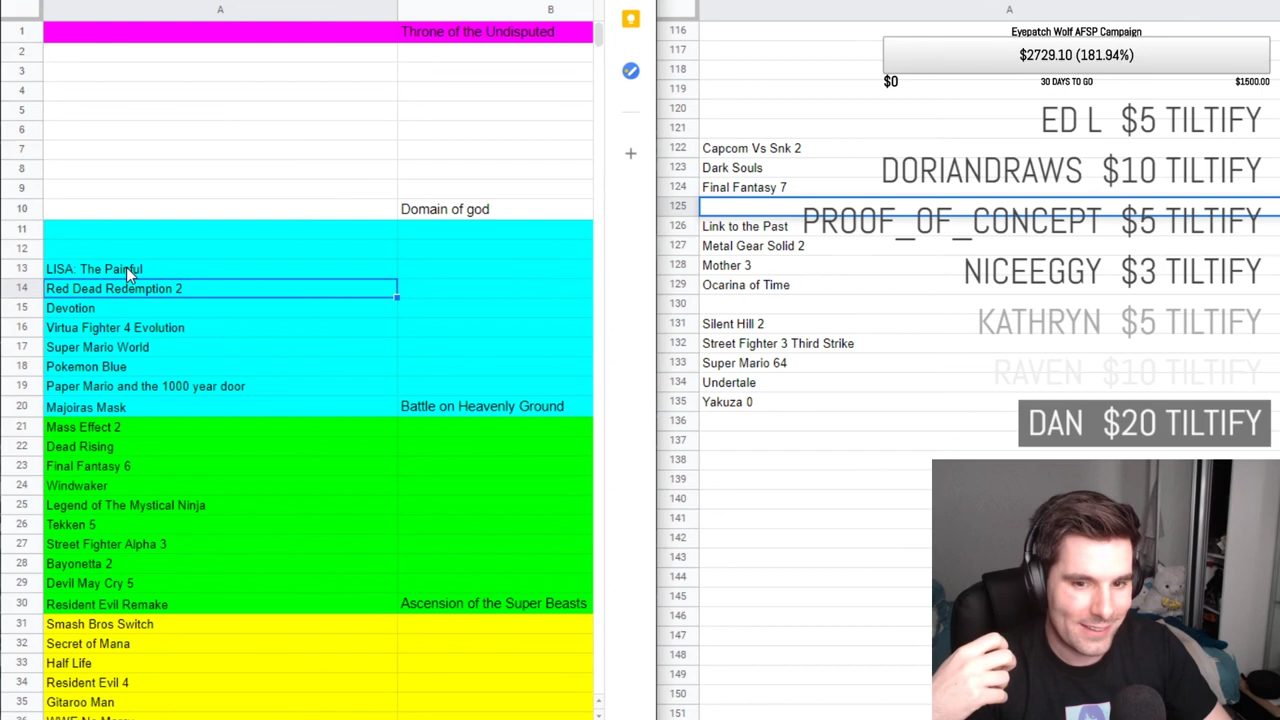 A
B
1 Throne of the Undisputed
2
3
4
5
6
7
8
9
10 Domain of god
11
12
13 LISA: The Painful
14 Red Dead Redemption 2
15 Devotion
16 Virtua Fighter 4 Evolution
17 Super Mario World
18 Pokemon Blue
19 Paper Mario and the 1000 year door
20 Majoiras Mask Battle on Heavenly Ground
21 Mass Effect 2
22 Dead Rising
23 Final Fantasy 6
24 Windwaker
25 Legend of The Mystical Ninja
26 Tekken 5
27 Street Fighter Alpha 3
28 Bayonetta 2
29 Devil May Cry 5
30 Resident Evil Remake Ascension of the Super Beasts
31 Smash Bros Switch
32 Secret of Mana
33 Half Life
34 Resident Evil 4
35 Gitaroo Man
A
116
117
118
119
120
121
122 Capcom Vs Snk 2
123 Dark Souls
124 Final Fantasy 7
125
126 Link to the Past
127 Metal Gear Solid 2
128 Mother 3
129 Ocarina of Time
130
131 Silent Hill 2
132 Street Fighter 3 Third Strike
133 Super Mario 64
134 Undertale
135 Yakuza 0
136
137
138
139
140
141
142
143
144
145
146
147
148
149
150
151
Eyepatch Wolf AFSP Campaign
$2729.10 (181.94%)
$0 30 DAYS TO GO $1500.00
ED L $5 TILTIFY
DORIANDRAWS $10 TILTIFY
PROOF_OF_CONCEPT $5 TILTIFY
NICEEGGY $3 TILTIFY
KATHRYN $5 TILTIFY
RAVEN $10 TILTIFY
DAN $20 TILTIFY